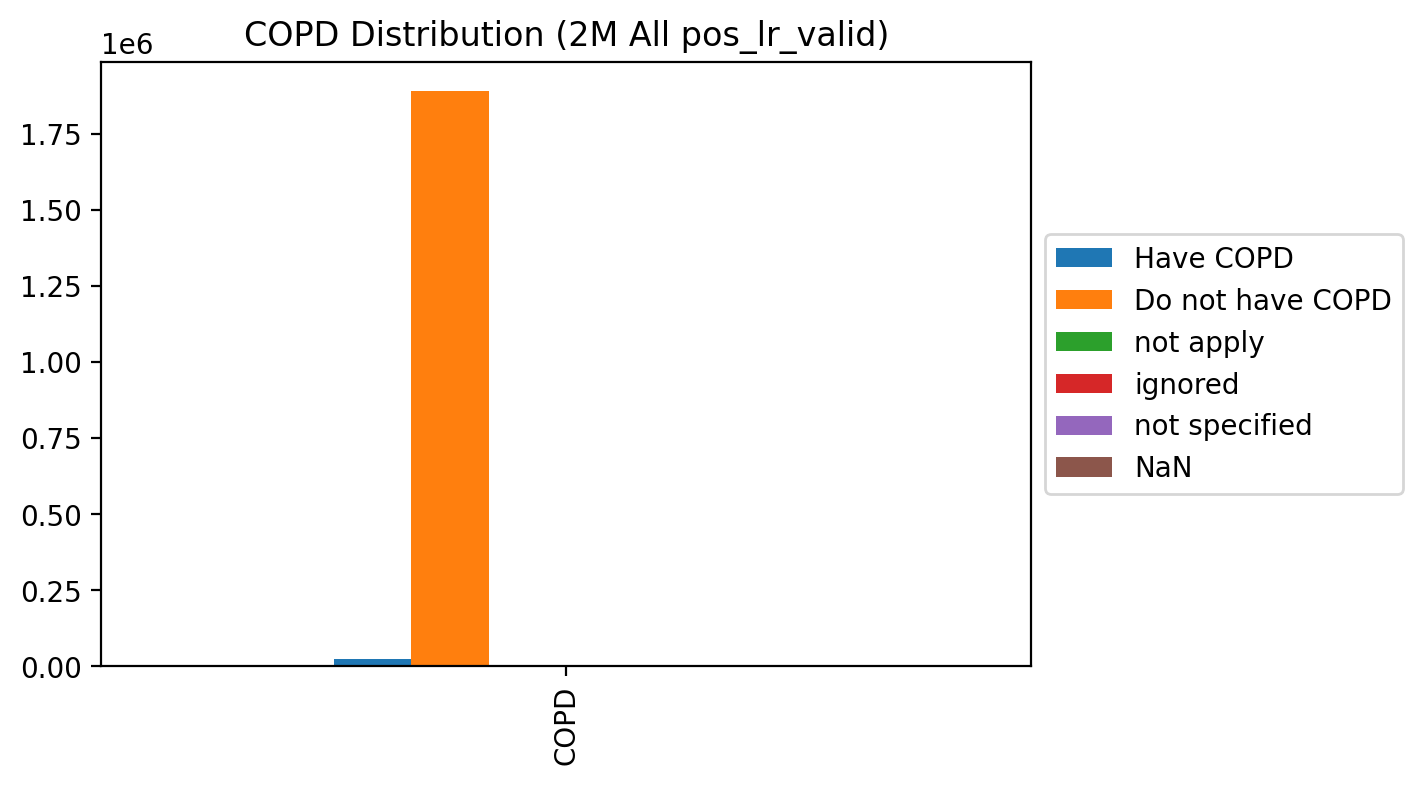 COPD Distribution (2M All pos_lr_valid)
1e6
1.75
1.50
1.25
1.00
0.75
0.50
0.25
0.00
COPD
Have COPD
Do not have COPD
not apply
ignored
not specified
NaN